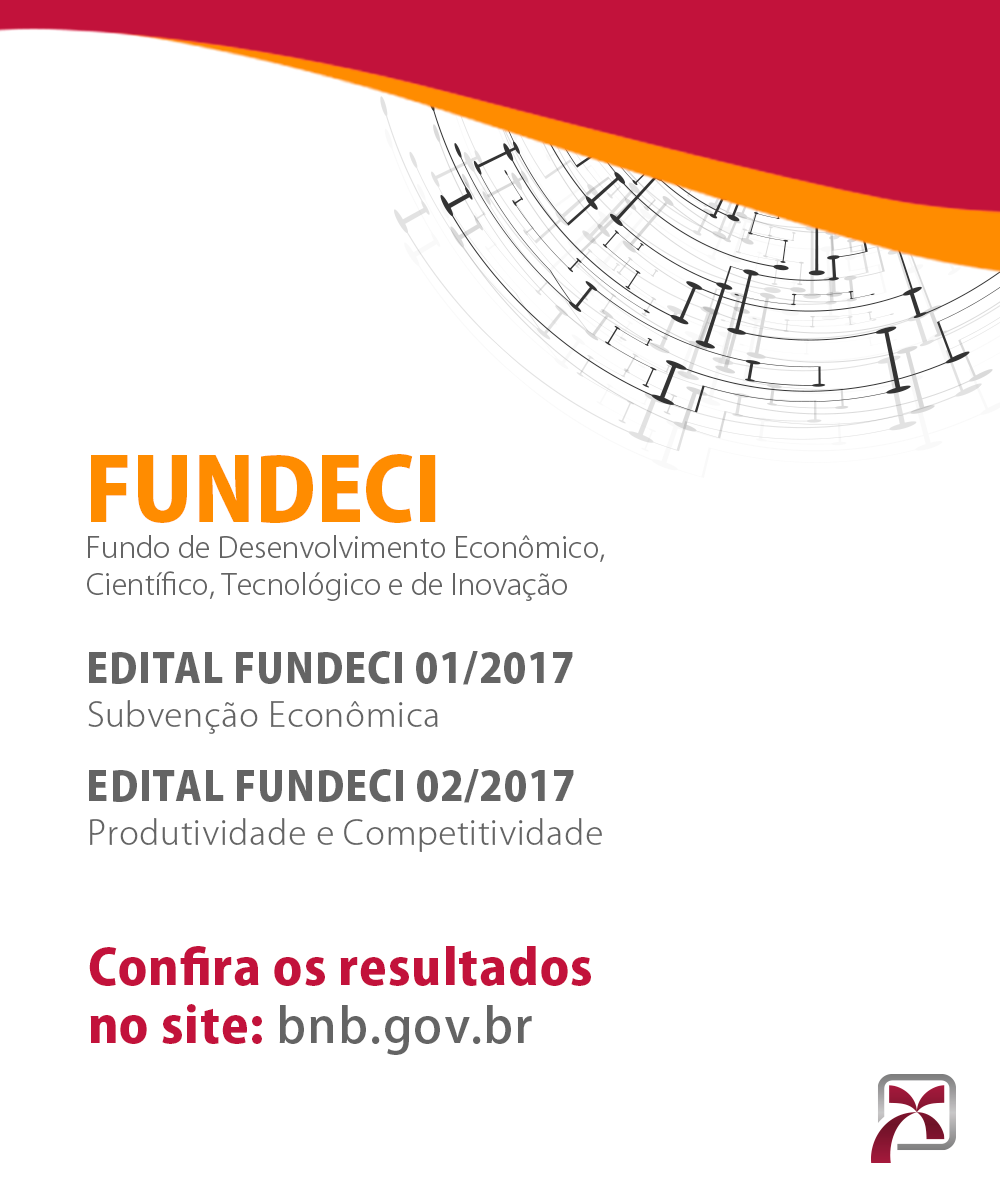 FUNDECI
Fundo de Desenvolvimento Econômico,
Científico, Tecnológico e de Inovação
EDITAL FUNDECI 01/2017
Subvenção Econômica
EDITAL FUNDECI 02/2017
Produtividade e Competitividade
Confira os resultados
no site: bnb.gov.br